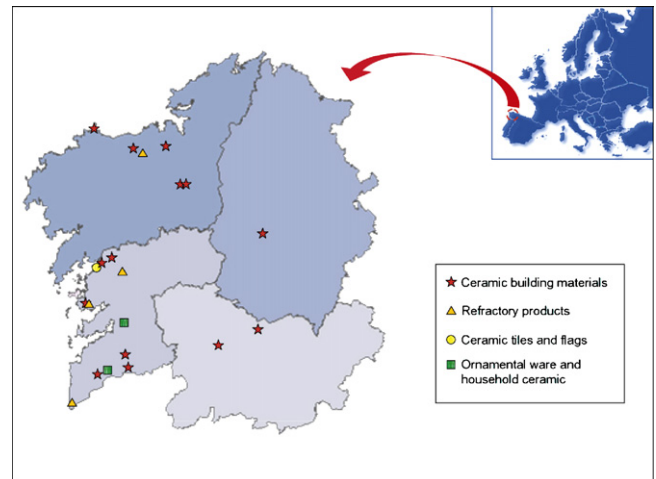 Ceramic building materials
Refractory products
Ceramic tiles and flags
Ornamental ware and
household ceramic